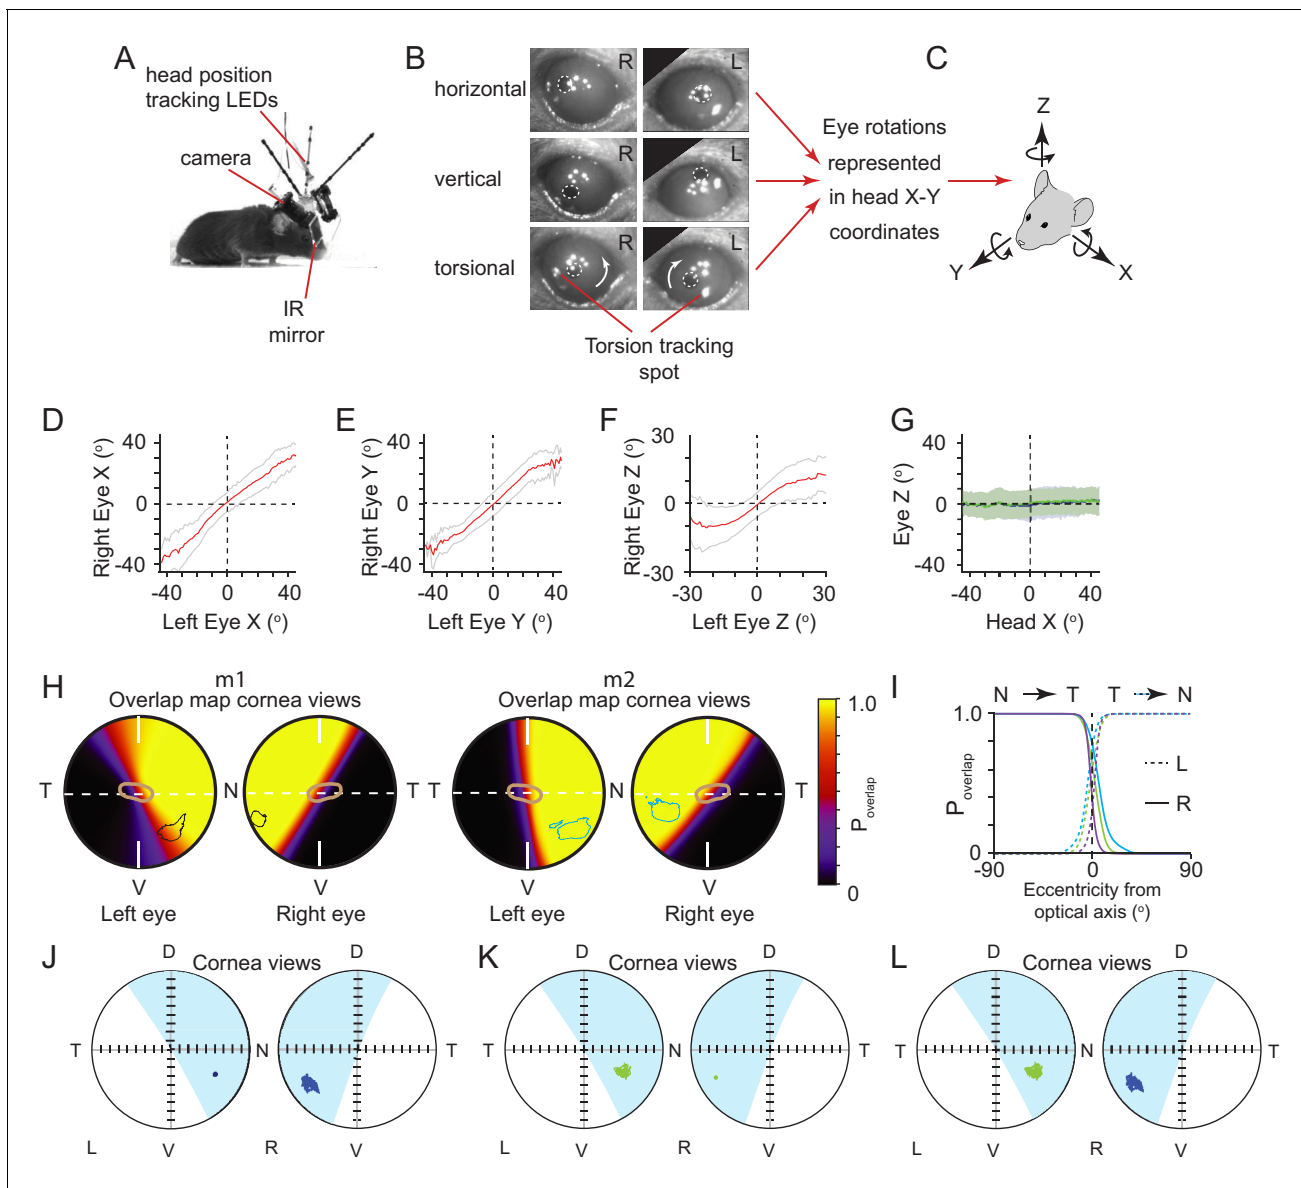 A
head position
tracking LEDs
camera
IR
mirror
B
horizontal
R
L
vertical
R
L
torsional
R
L
Torsion tracking
spot
Eye rotations
represented
in head X-Y
coordinates
C
Z
Y
X
D
Right Eye X (o)
40
0
-40
-40
0
40
Left Eye X (o)
E
Right Eye Y (o)
40
0
-40
-40
0
40
Left Eye Y (o)
F
Right Eye Z (o)
30
0
-30
-30
0
30
Left Eye Z (o)
G
Eye Z (o)
40
0
-40
-40
0
40
Head X (o)
H
m1
Overlap map cornea views
T
N
T
V
V
Left eye
Right eye
m2
Overlap map cornea views
T
N
T
V
V
Left eye
Right eye
1.0
Poverlap
0
I
N
T
T
N
1.0
Poverlap
0
L
R
-90
0
90
Eccentricity from
optical axis (o)
J
D
D
Cornea views
T
N
T
L
V
R
V
K
D
D
Cornea views
T
N
T
L
V
R
V
L
D
D
Cornea views
T
N
T
L
V
R
V